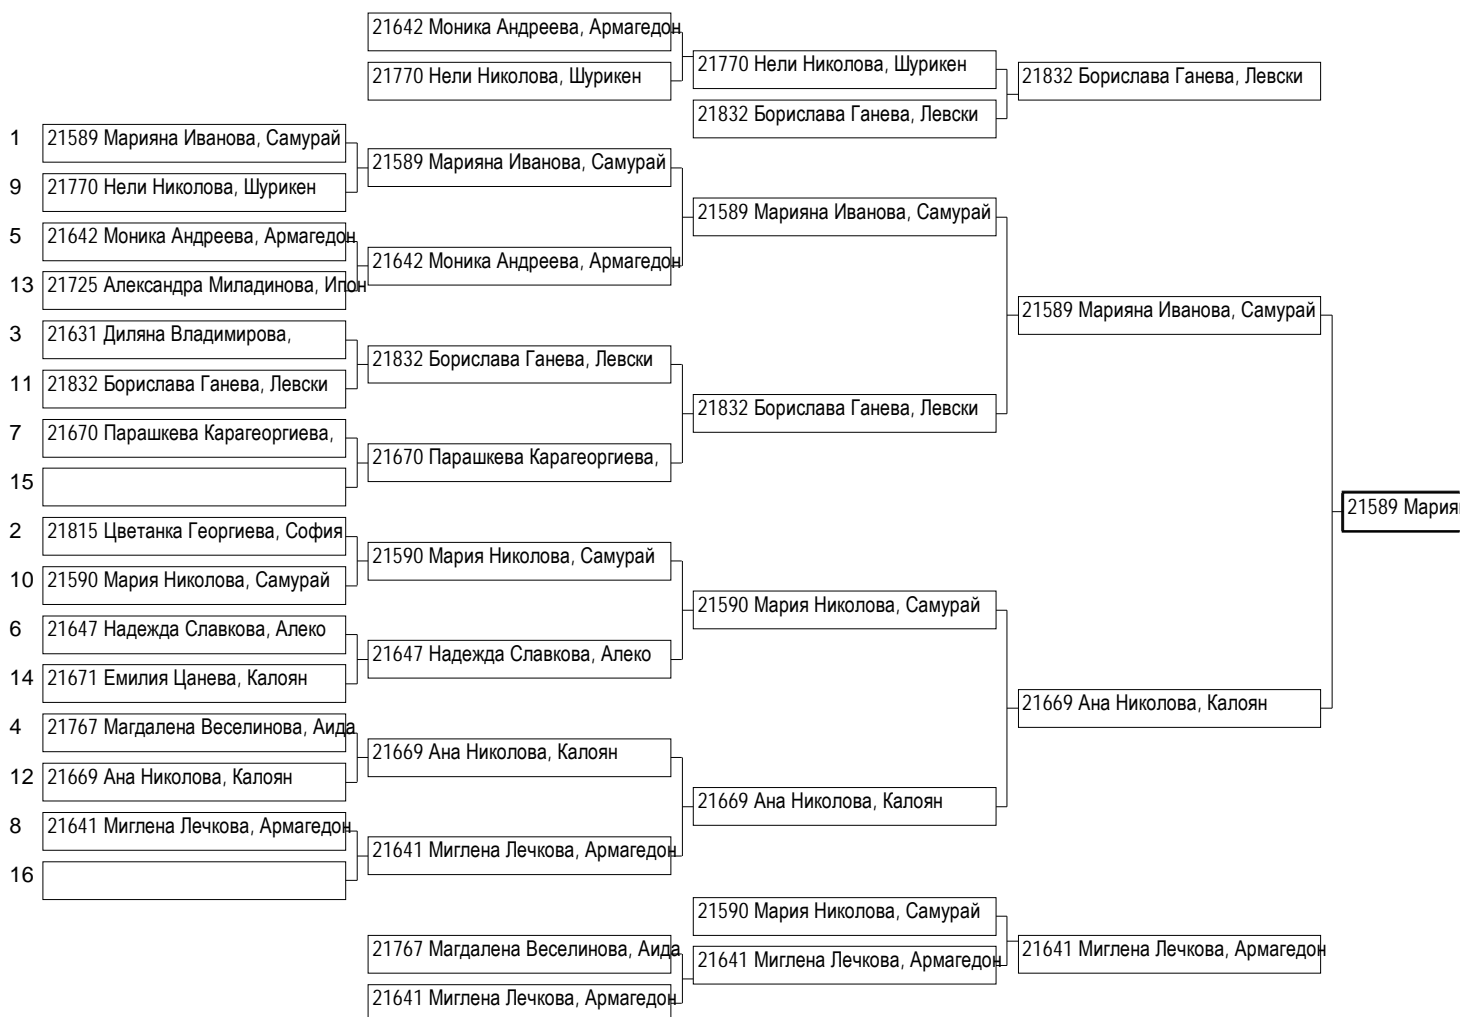 21642 Моника Андреева, Армагедон
21770 Нели Николова, Шурикен
21770 Нели Николова, Шурикен
21832 Борислава Ганева, Левски
21832 Борислава Ганева, Левски
1 21589 Марияна Иванова, Самурай
9 21770 Нели Николова, Шурикен
5 21642 Моника Андреева, Армагедон
13 21725 Александра Миладинова, Ипон
3 21631 Диляна Владимирова,
11 21832 Борислава Ганева, Левски
7 21670 Парашкева Карагеоргиева,
15
2 21815 Цветанка Георгиева, София
10 21590 Мария Николова, Самурай
6 21647 Надежда Славкова, Алеко
14 21671 Емилия Цанева, Калоян
4 21767 Магдалена Веселинова, Аида
12 21669 Ана Николова, Калоян
8 21641 Миглена Лечкова, Армагедон
16
21589 Марияна Иванова, Самурай
21642 Моника Андреева, Армагедон
21832 Борислава Ганева, Левски
21670 Парашкева Карагеоргиева,
21590 Мария Николова, Самурай
21647 Надежда Славкова, Алеко
21669 Ана Николова, Калоян
21641 Миглена Лечкова, Армагедон
21589 Марияна Иванова, Самурай
21832 Борислава Ганева, Левски
21590 Мария Николова, Самурай
21669 Ана Николова, Калоян
21589 Марияна Иванова, Самурай
21669 Ана Николова, Калоян
21589
21767 Магдалена Веселинова, Аида
21641 Миглена Лечкова, Армагедон
21590 Мария Николова, Самурай
21641 Миглена Лечкова, Армагедон
21641 Миглена Лечкова, Армагедон